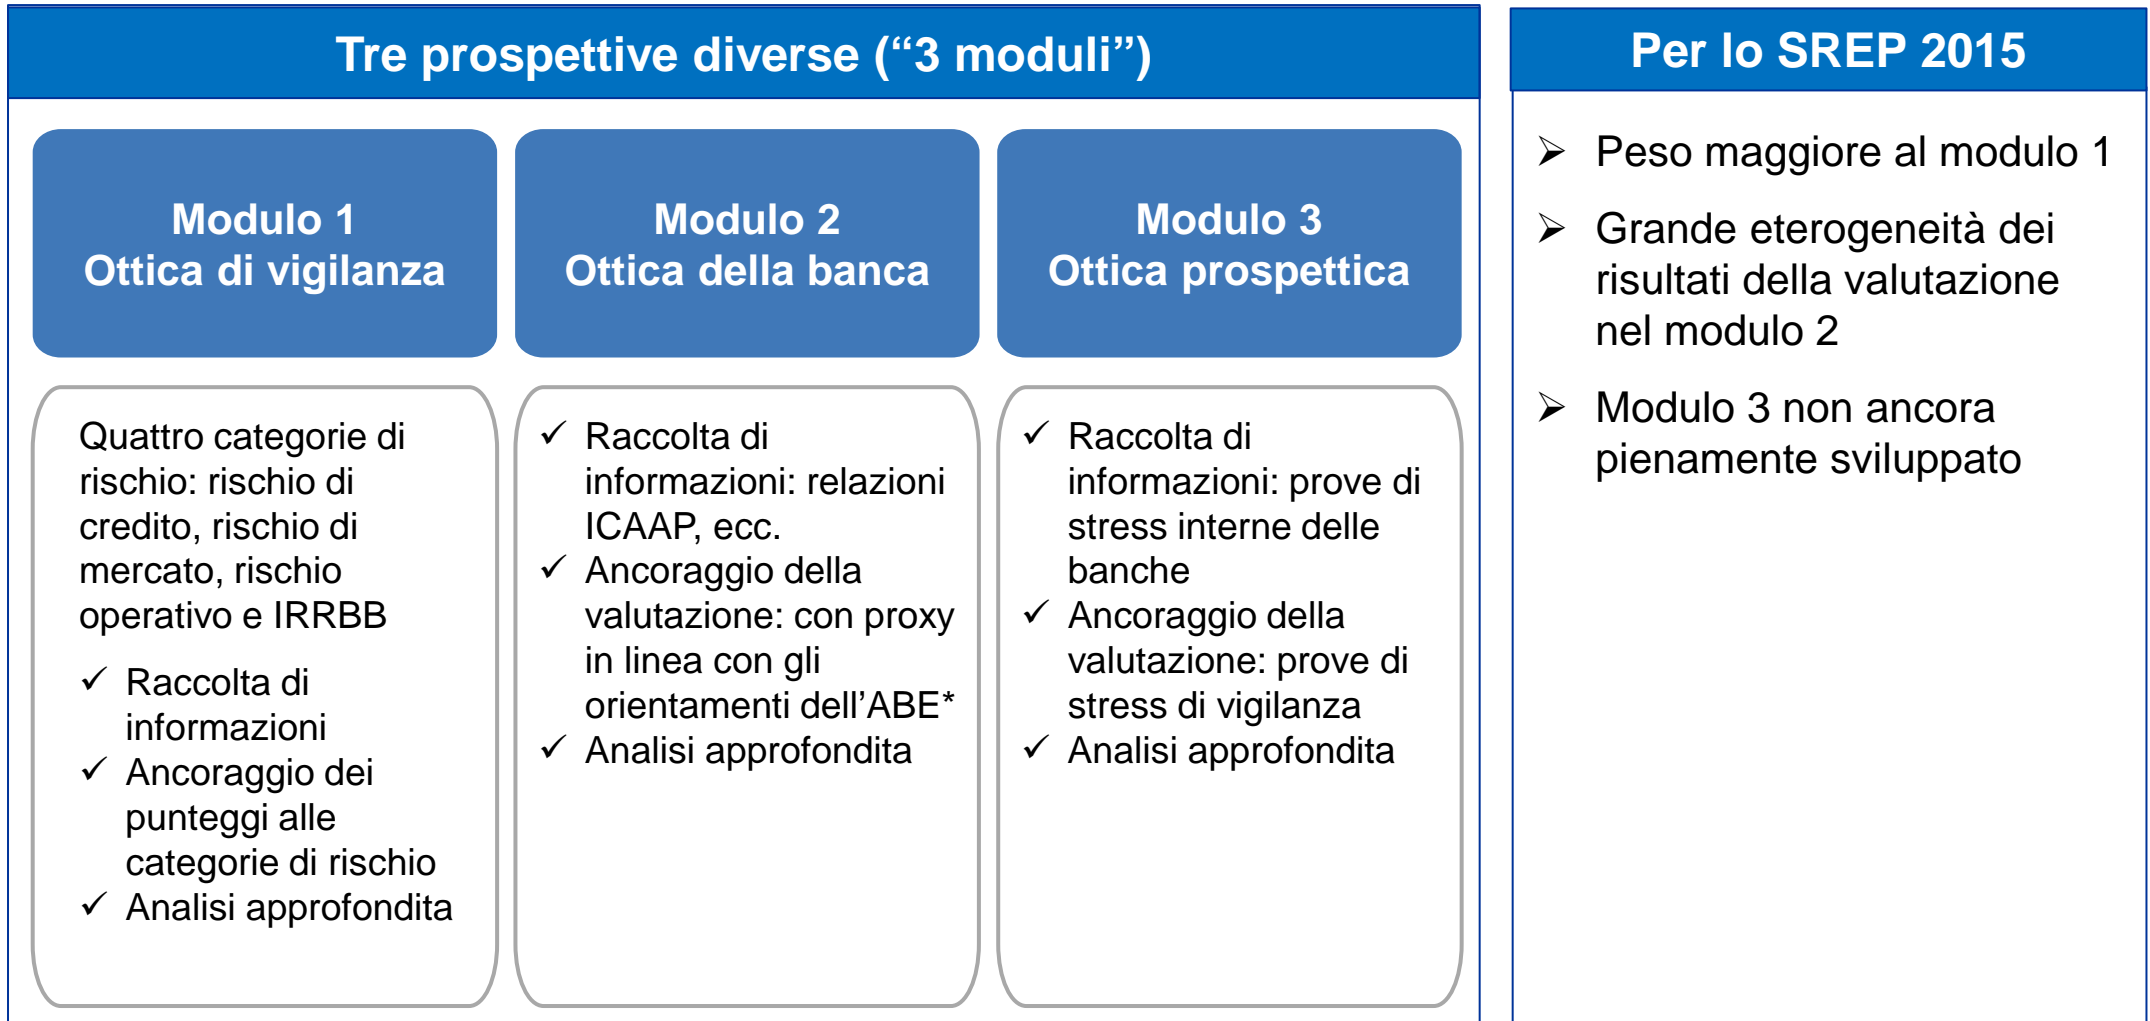 Tre prospettive diverse (“3 moduli”)
Modulo 1
Ottica di vigilanza
Quattro categorie di
rischio: rischio di
credito, rischio di
mercato, rischio
operativo e IRRBB
✓ Raccolta di
informazioni
✓ Ancoraggio dei
punteggi alle
categorie di rischio
✓ Analisi approfondita
Modulo 2
Ottica della banca
✓ Raccolta di
informazioni: relazioni
ICAAP, ecc.
✓ Ancoraggio della
valutazione: con proxy
in linea con gli
orientamenti dell’ABE*
✓ Analisi approfondita
Modulo 3
Ottica prospettica
✓ Raccolta di
informazioni: prove di
stress interne delle
banche
✓ Ancoraggio della
valutazione: prove di
stress di vigilanza
✓ Analisi approfondita
Per lo SREP 2015
➢ Peso maggiore al modulo 1
➢ Grande eterogeneità dei
risultati della valutazione
nel modulo 2
➢ Modulo 3 non ancora
pienamente sviluppato